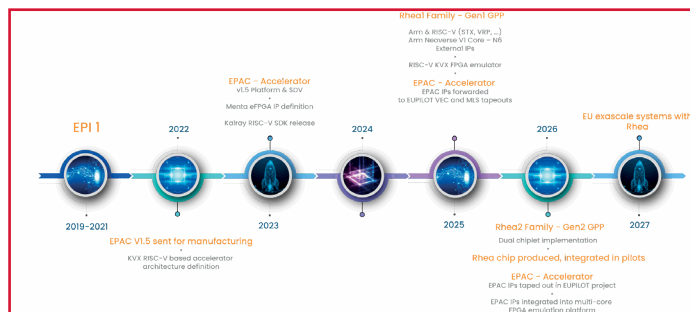 Rhea1 Family - Gen1 GPP
Arm & RISC-V (STX, VRP, ...)
Arm Neoverse V1 Core – N6
External IPs
RISC-V KVX FPGA emulator
EPAC - Accelerator
EPAC IPs forwarded
to EUPILOT VEC and MLS tapeouts
EPAC - Accelerator
v1.5 Platform & SDV
Menta eFPGA IP definition
Kalray RISC-V SDK release
EU exascale systems with
Rhea
EPI 1
2022
2024
2026
2019-2021
2023
2025
2027
EPAC V1.5 sent for manufacturing
KVX RISC-V based accelerator
architecture definition
Rhea2 Family - Gen2 GPP
Dual chiplet implementation
Rhea chip produced, integrated in pilots
EPAC - Accelerator
EPAC IPs taped out in EUPILOT project
EPAC IPs integrated into multi-core
FPGA emulation platform